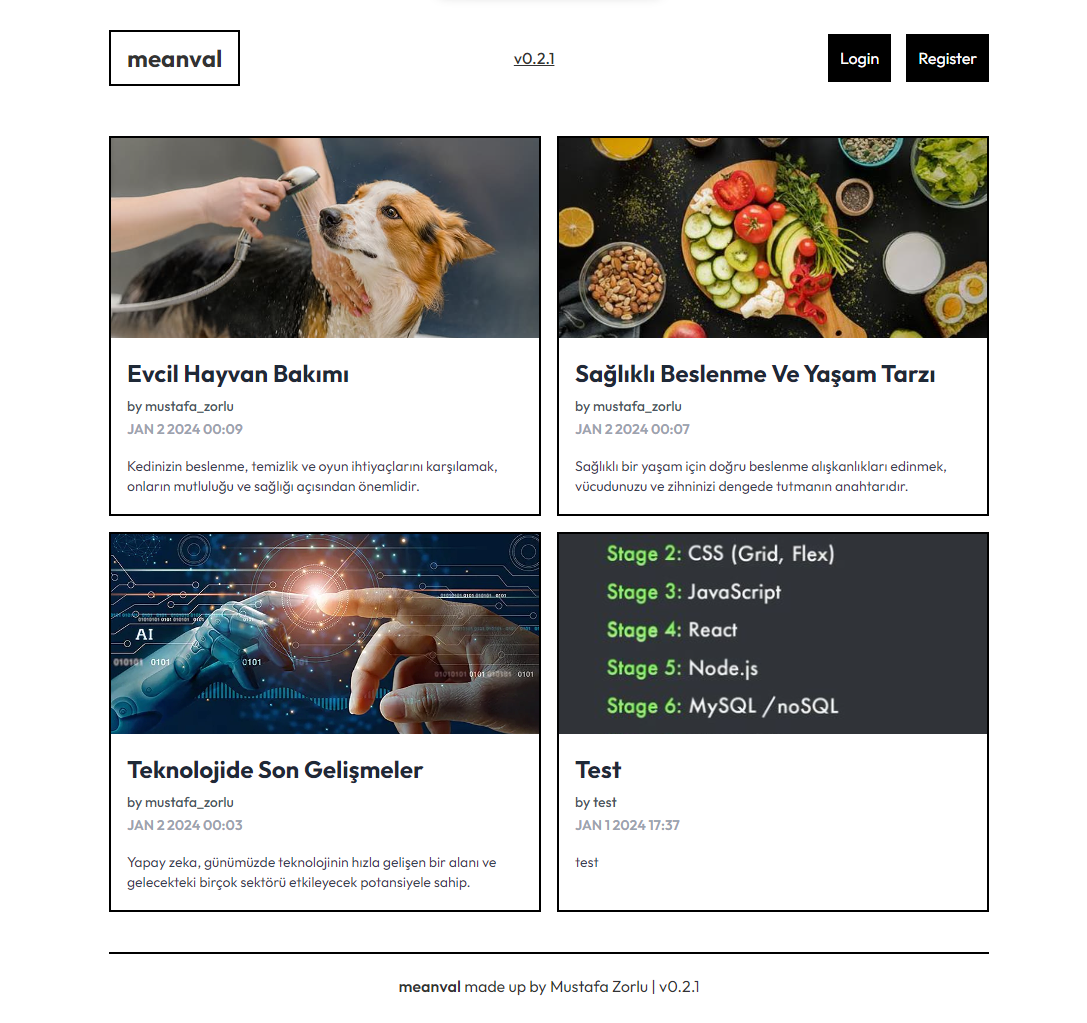 meanval
v0.2.1
Login
Register
Evcil Hayvan Bakımı
by mustafa_zorlu
JAN 2 2024 00:09
Kedinizin beslenme, temizlik ve oyun ihtiyaçlarını karşılamak,
onların mutluluğu ve sağlığı açısından önemlidir.
Sağlıklı Beslenme Ve Yaşam Tarzı
by mustafa_zorlu
JAN 2 2024 00:07
Sağlıklı bir yaşam için doğru beslenme alışkanlıkları edinmek,
vücudunuzu ve zihninizi dengede tutmanın anahtarıdır.
AI
010101 0101
0101
101
Teknolojide Son Gelişmeler
by mustafa_zorlu
JAN 2 2024 00:03
Yapay zeka, günümüzde teknolojinin hızla gelişen bir alanı ve
gelecekteki birçok sektörü etkileyecek potansiyele sahip.
Stage 2: CSS (Grid, Flex)
Stage 3: JavaScript
Stage 4: React
Stage 5: Node.js
Stage 6: MySQL / noSQL
Test
by test
JAN 1 2024 17:37
test
meanval made up by Mustafa Zorlu | v0.2.1